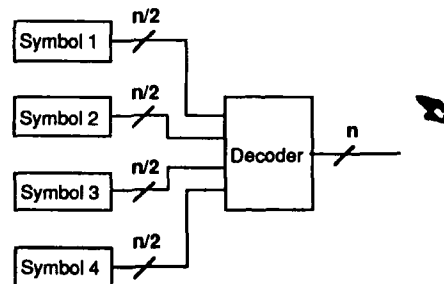 n/2
Symbol 1
n/2
Symbol 2
n/2
Symbol 3
n/2
Symbol 4
Decoder
n